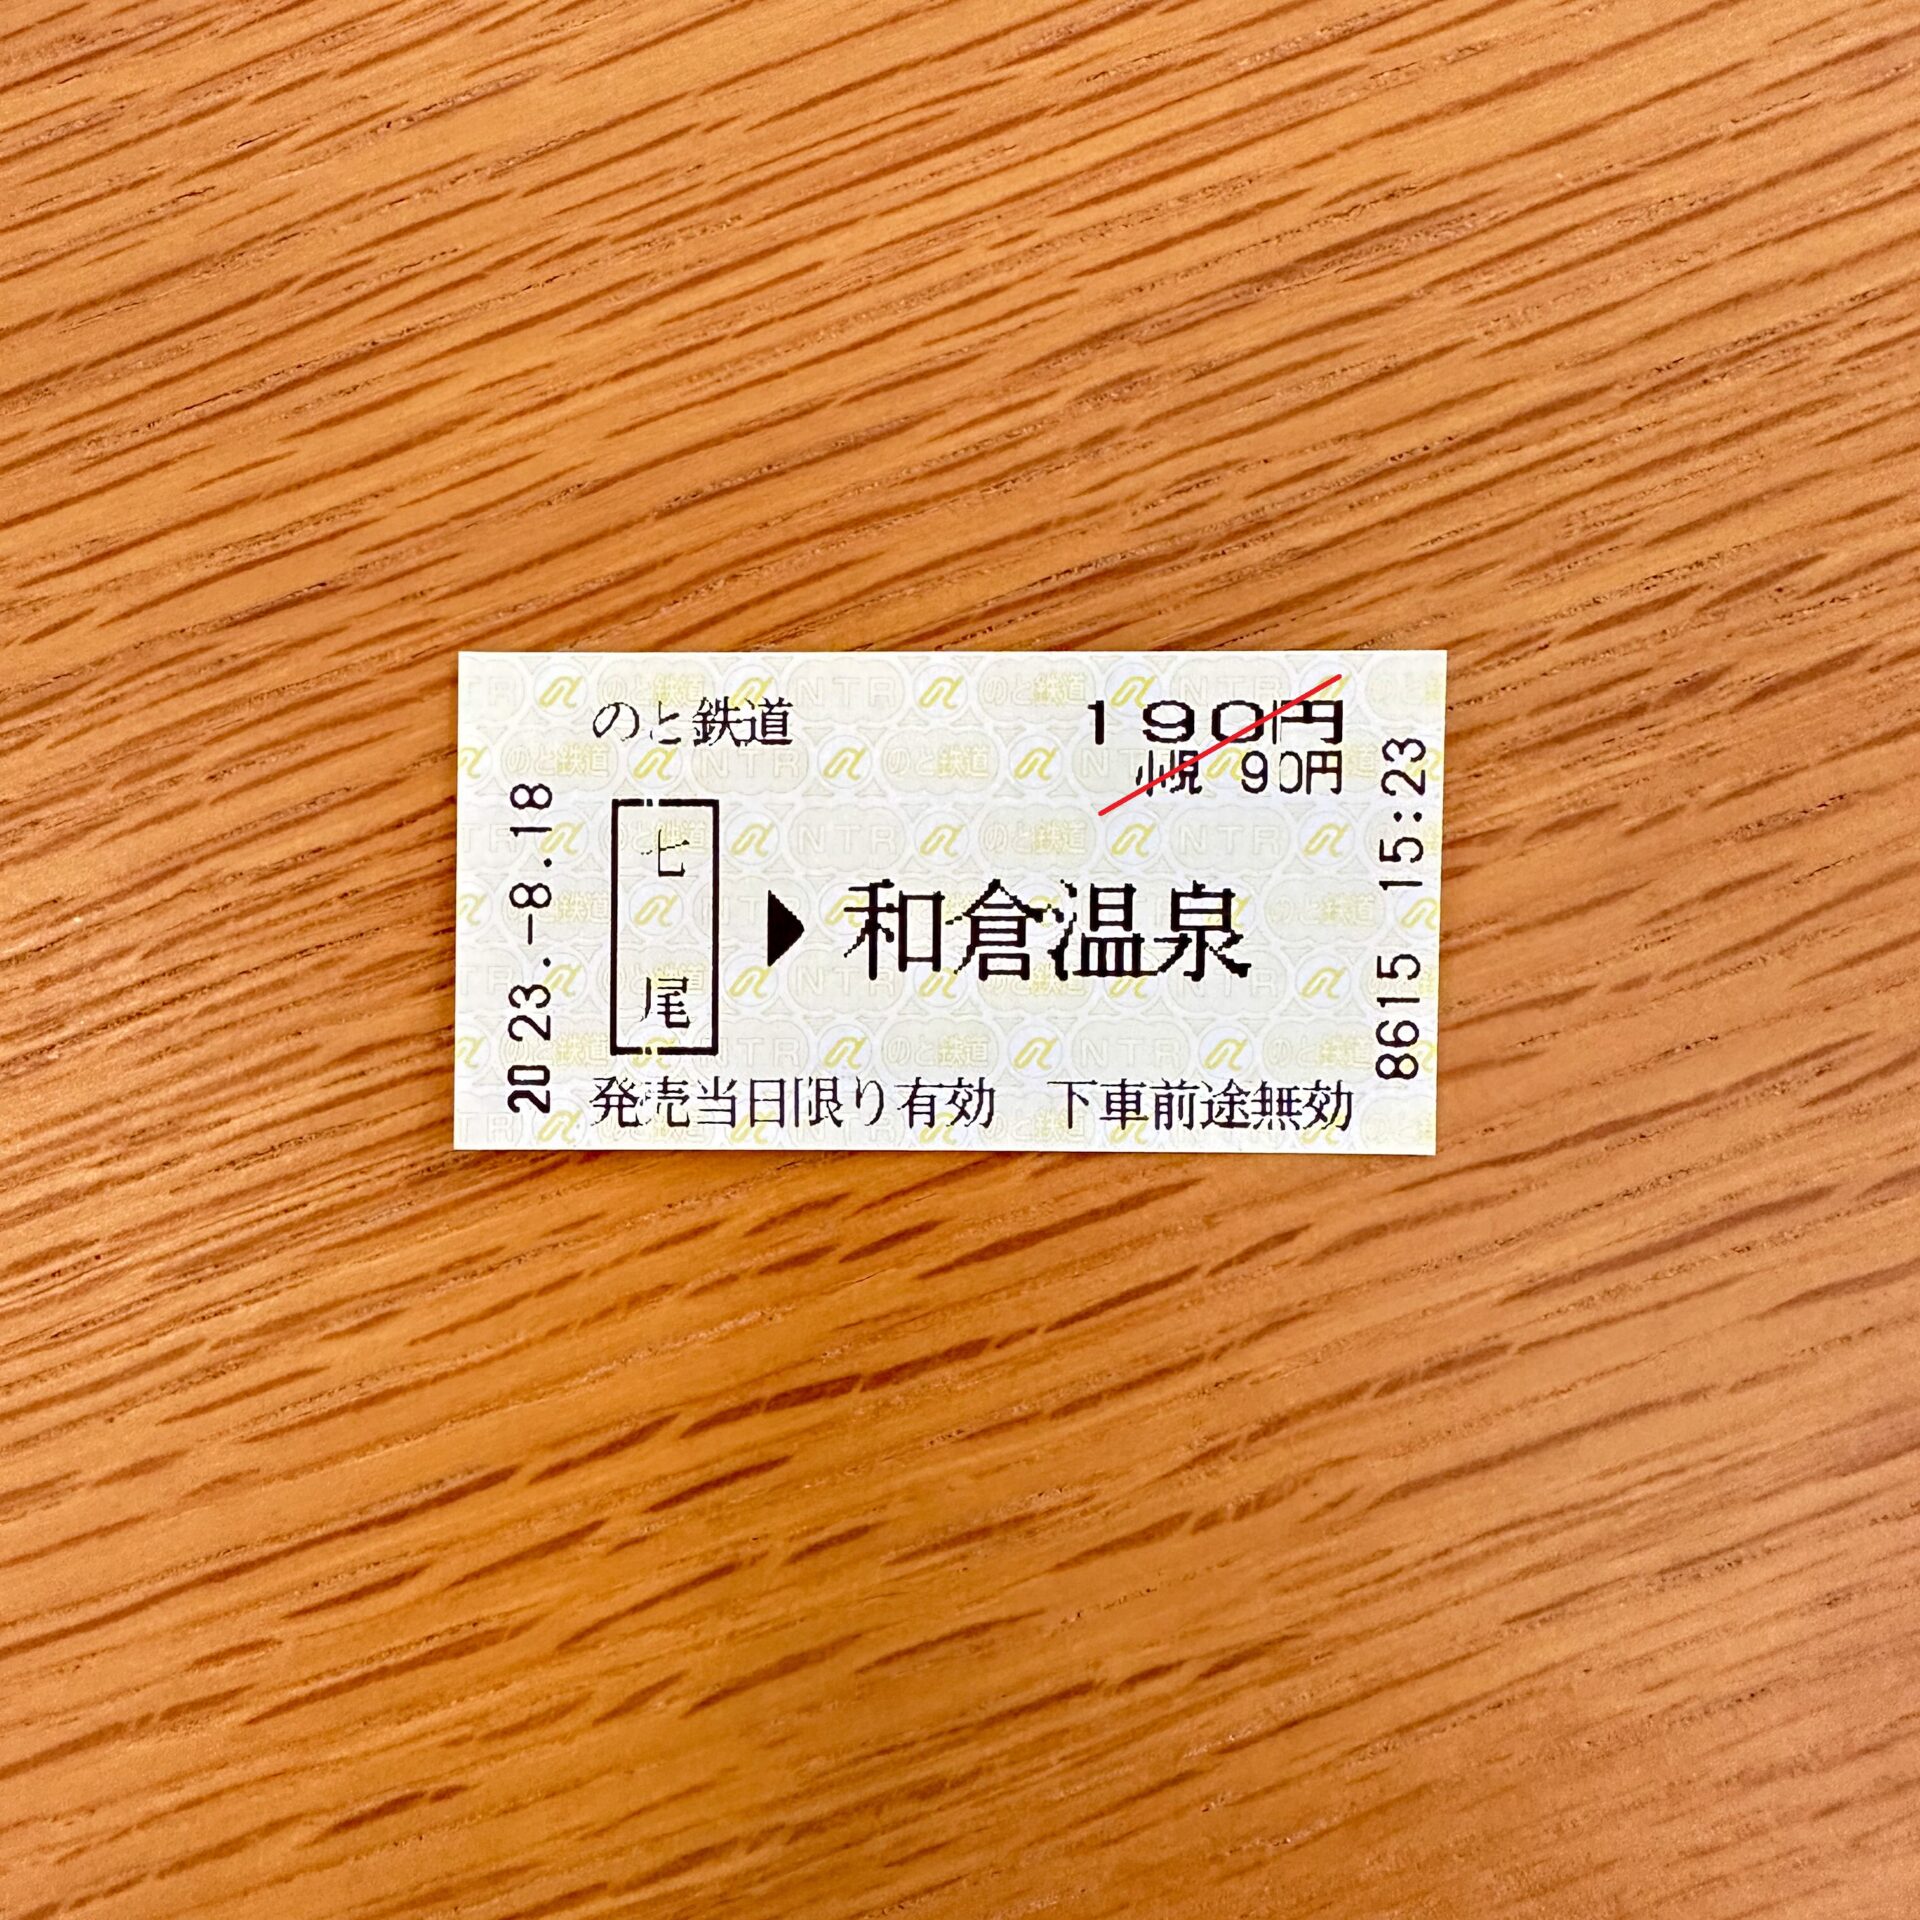 のと鉄道
190円
小児 90円
七尾
▶和倉温泉
発売当日限り有効 下車前途無効
2023.-8.18
8615 15:23